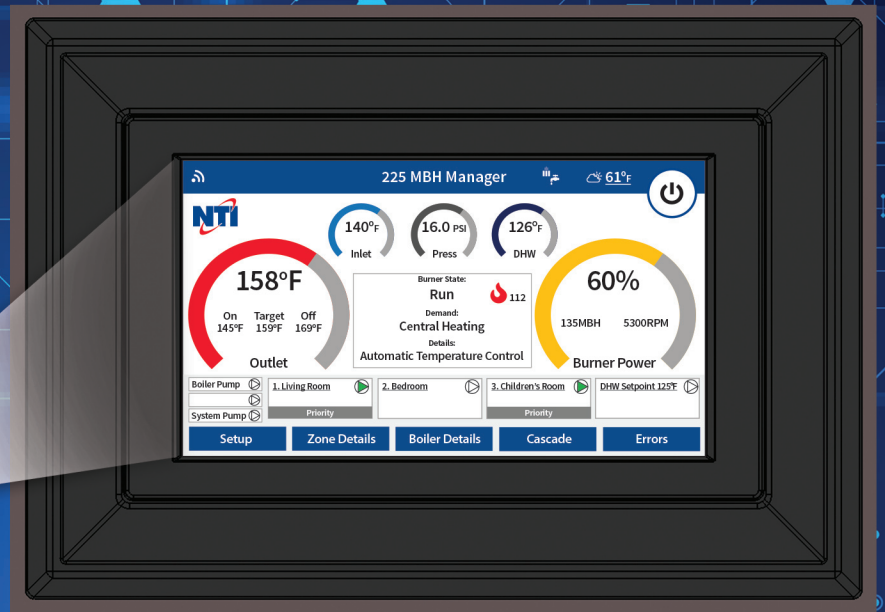 225 MBH Manager
61°F
NTI
140°F
Inlet
16.0 PSI
Press
126°F
DHW
158°F
On Target Off
145°F 159°F 169°F
Outlet
Burner State:
Run
112
Demand:
Central Heating
Details:
Automatic Temperature Control
60%
135MBH 5300RPM
Burner Power
Boiler Pump
System Pump
1. Living Room
Priority
2. Bedroom
3. Children's Room
Priority
DHW Setpoint 125°F
Setup Zone Details Boiler Details Cascade Errors